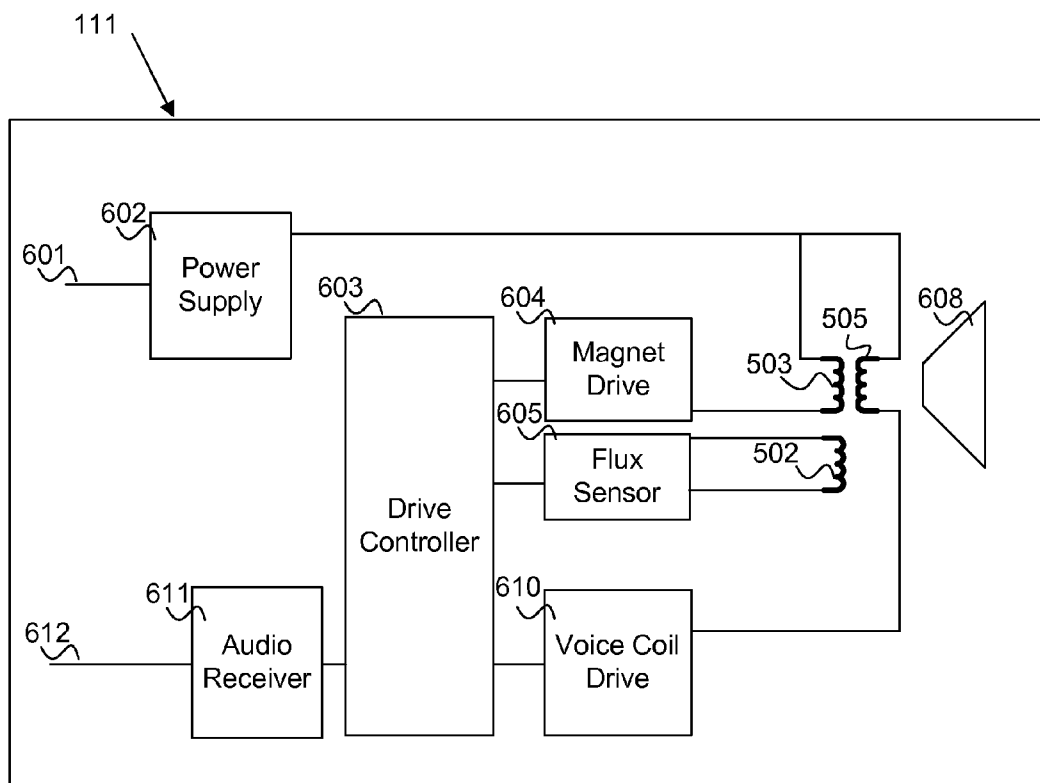 111
602
601
Power
Supply
603
604
Magnet
Drive
608
505
503
605
Flux
Sensor
502
Drive
Controller
611
610
612
Audio
Receiver
Voice Coil
Drive